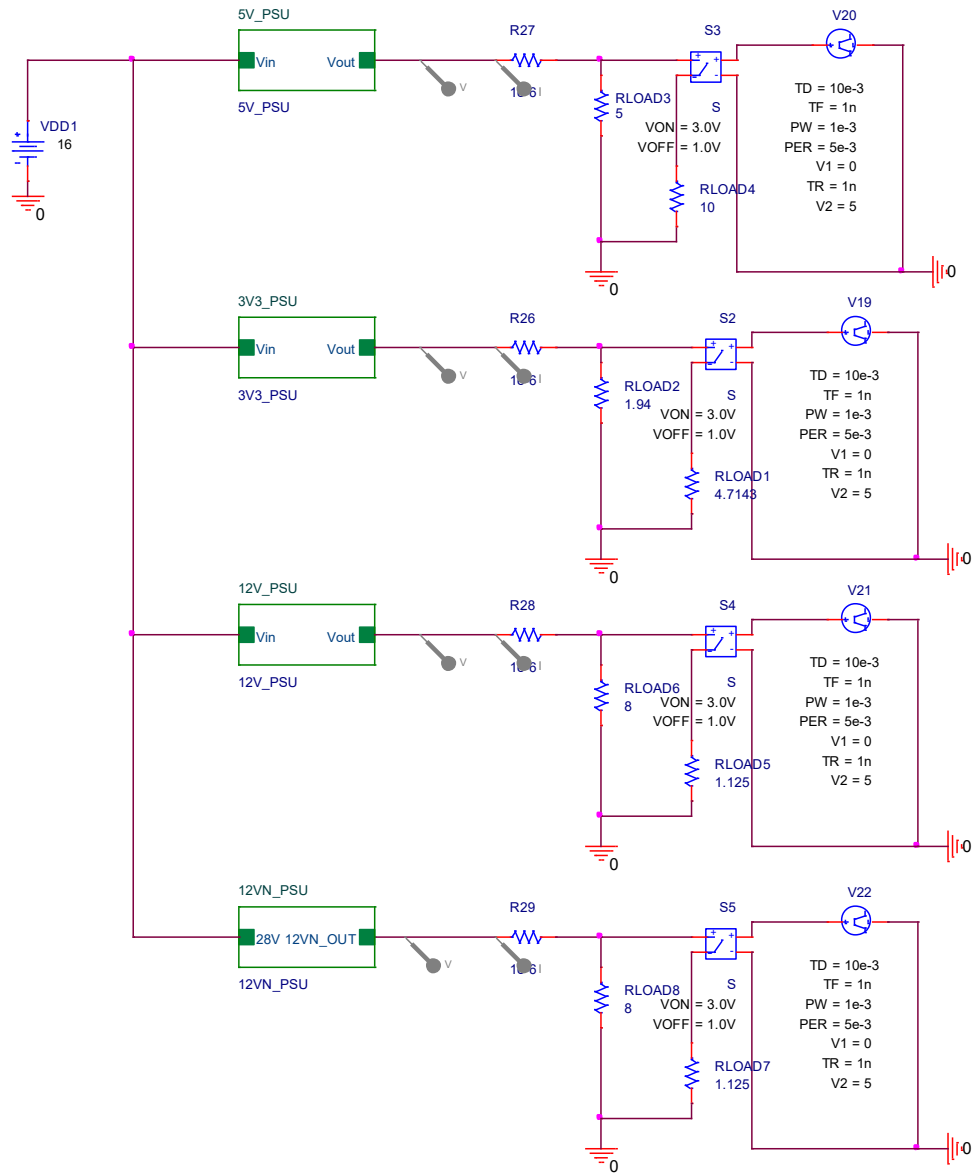 5V_PSU
Vin
Vout
5V_PSU
VDD1
16
0
R27
V
I
RLOAD3
5
S3
S
VON = 3.0V
VOFF = 1.0V
RLOAD4
10
0
V20
TD = 10e-3
TF = 1n
PW = 1e-3
PER = 5e-3
V1 = 0
TR = 1n
V2 = 5
0
3V3_PSU
Vin
Vout
3V3_PSU
R26
V
I
RLOAD2
1.94
S2
S
VON = 3.0V
VOFF = 1.0V
RLOAD1
4.7143
0
V19
TD = 10e-3
TF = 1n
PW = 1e-3
PER = 5e-3
V1 = 0
TR = 1n
V2 = 5
0
12V_PSU
Vin
Vout
12V_PSU
R28
V
I
RLOAD6
8
S4
S
VON = 3.0V
VOFF = 1.0V
RLOAD5
1.125
0
V21
TD = 10e-3
TF = 1n
PW = 1e-3
PER = 5e-3
V1 = 0
TR = 1n
V2 = 5
0
12VN_PSU
28V 12VN_OUT
12VN_PSU
R29
V
I
RLOAD8
8
S5
S
VON = 3.0V
VOFF = 1.0V
RLOAD7
1.125
0
V22
TD = 10e-3
TF = 1n
PW = 1e-3
PER = 5e-3
V1 = 0
TR = 1n
V2 = 5
0